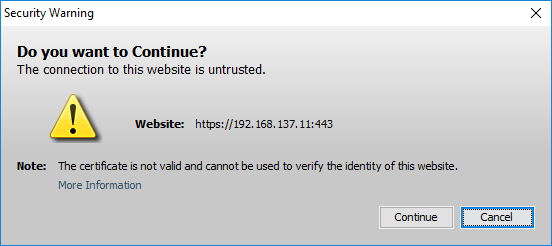 Security Warning
Do you want to Continue?
The connection to this website is untrusted.
Website: https://192.168.137.11:443
Note: The certificate is not valid and cannot be used to verify the identity of this website.
More Information
Continue Cancel